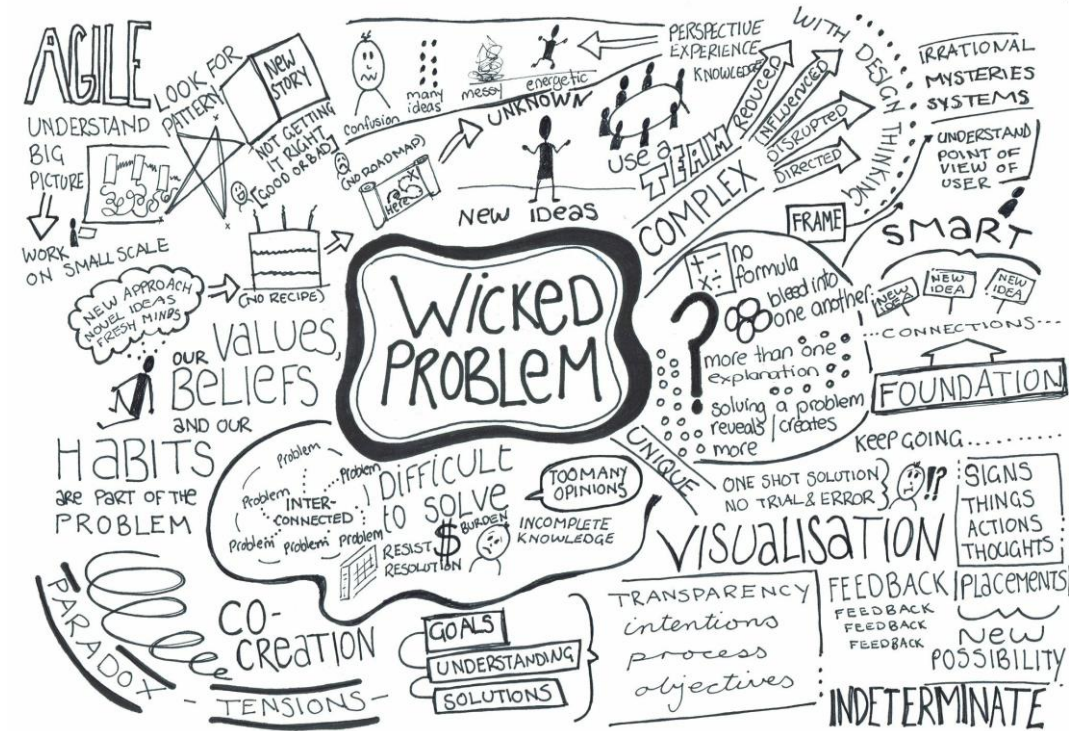 AGILE
UNDERSTAND
BIG
PICTURE
WORK
ON SMALL SCALE
LOOK FOR
PATTERN
NEW
STORY
NOT GETTING
IT RIGHT
(GOOD OR BAD)
confusion
many
ideas
messy
energetic
UNKNOWN
(NO ROADMAP)
Here
X
(NO RECIPE)
NEW IDEAS
PERSPECTIVE
EXPERIENCE
KNOWLEDGE
USE a
TEAM
COMPLEX
REDUCED
INFLUENCED
DISRUPTED
DIRECTED
WITH DESIGN THINKING
IRRATIONAL
MYSTERIES
SYSTEMS
UNDERSTAND
POINT OF
VIEW OF
USER
FRAME
SMART
NEW
IDEA
NEW
IDEA
NEW
IDEA
CONNECTIONS
FOUNDATION
NEW APPROACH
NOVEL IDEAS
FRESH MINDS
OUR VALUES,
BELIEFS
AND OUR
HABITS
ARE PART OF THE
PROBLEM
WICKED
PROBLEM
+ −
x ÷
no
formula
bleed into
one another
?
more than one
explanation
solving a problem
reveals/creates
more
UNIQUE
KEEP GOING..........
ONE SHOT SOLUTION
NO TRIAL & ERROR
!?
SIGNS
THINGS
ACTIONS
THOUGHTS
VISUALISATION
Problem
Problem
Problem
Problem
Problem
Problem
INTER-
CONNECTED
DIFFICULT
to SOLVE
TOO MANY
OPINIONS
$
BURDEN
INCOMPLETE
KNOWLEDGE
RESIST
RESOLUTION
PARADOX
CO-
CREATION
- TENSIONS -
GOALS
UNDERSTANDING
SOLUTIONS
TRANSPARENCY
intentions
process
objectives
FEEDBACK
FEEDBACK
FEEDBACK
FEEDBACK
PLACEMENTS
NEW
POSSIBILITY
INDETERMINATE